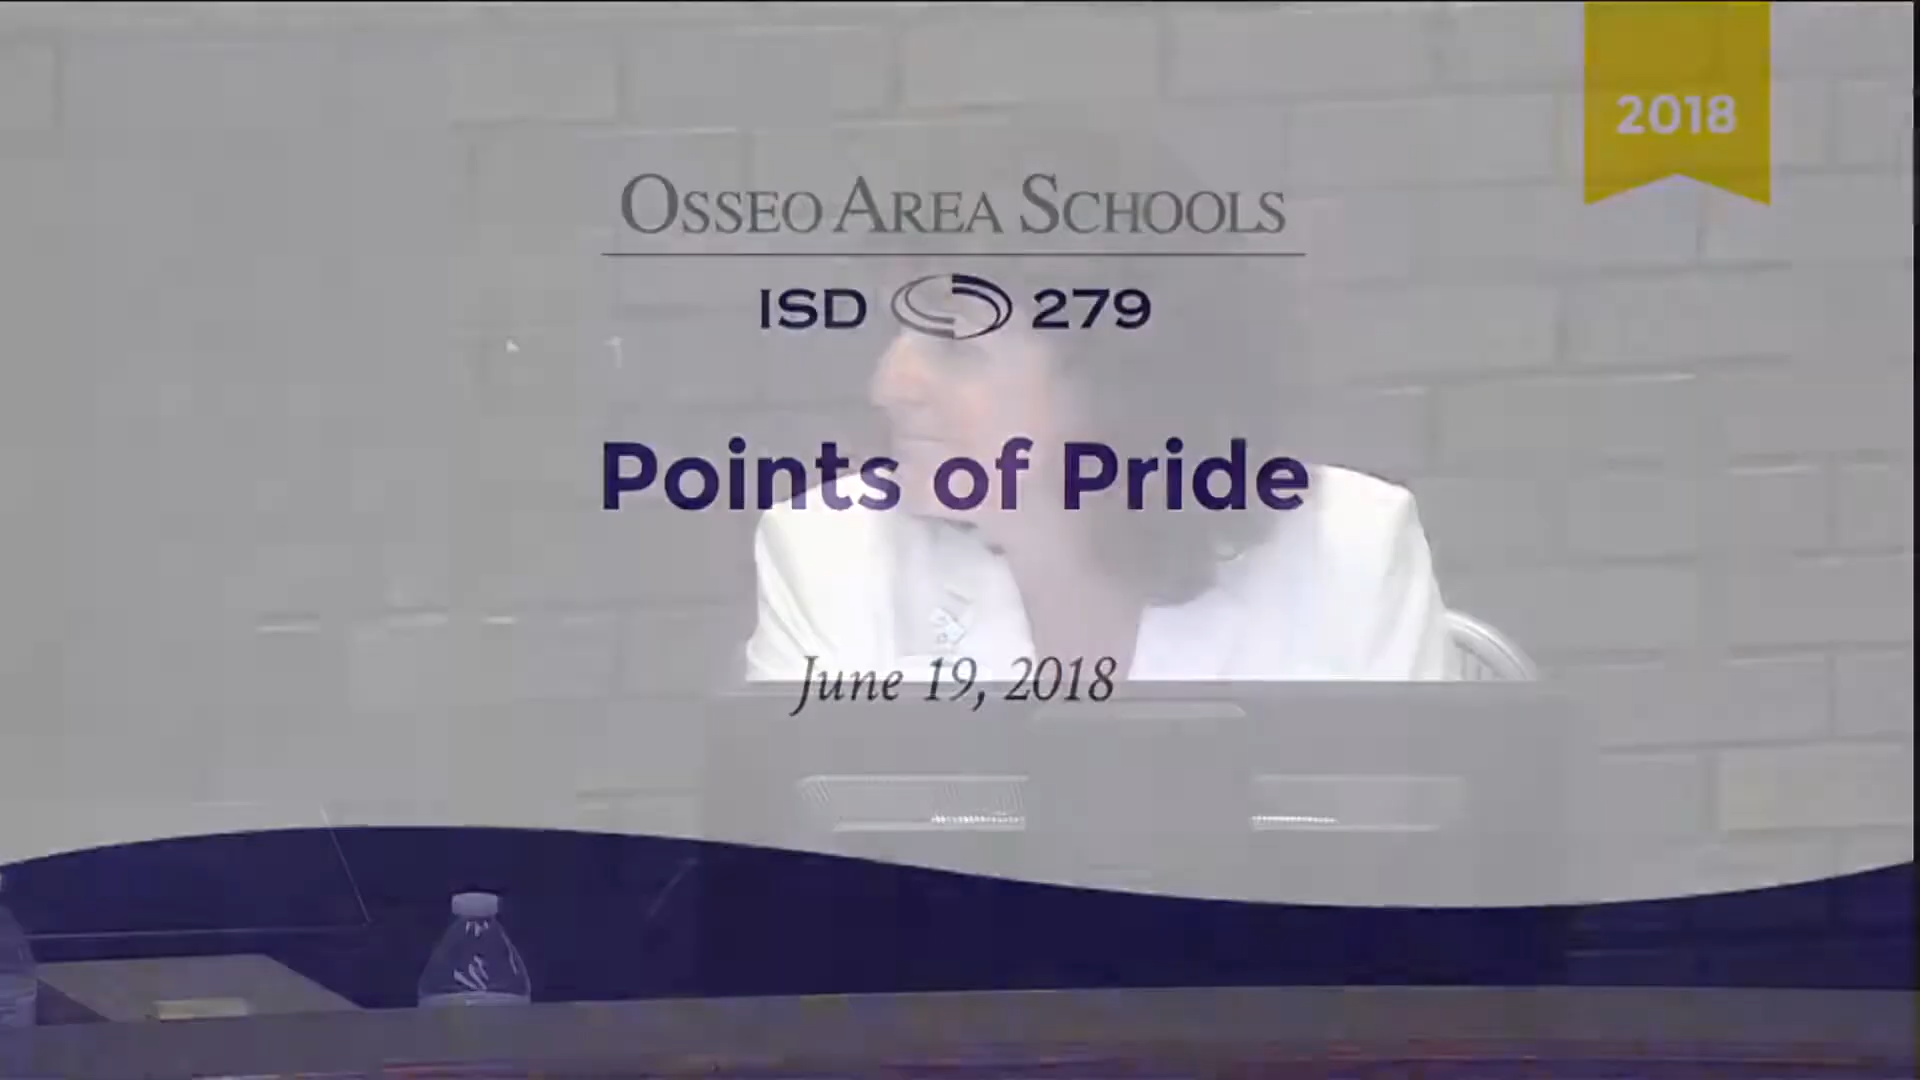 2018
OSSEO AREA SCHOOLS
ISD 279
Points of Pride
June 19, 2018